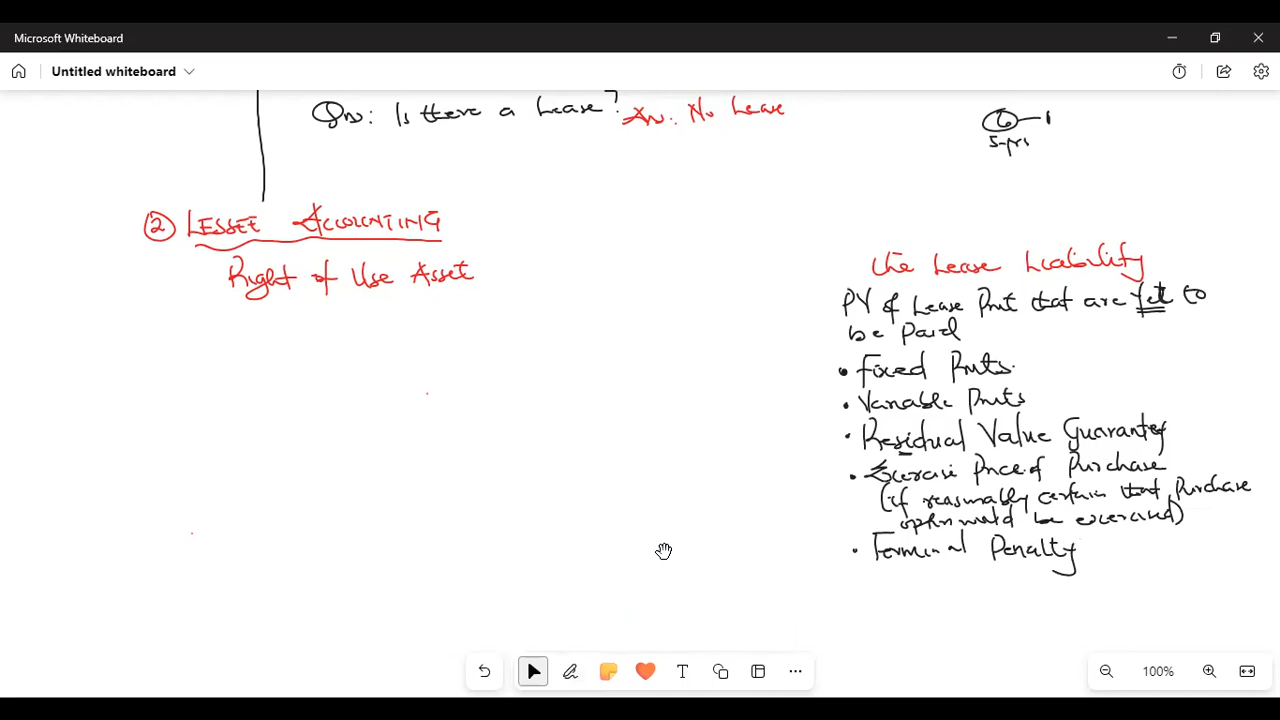 Microsoft Whiteboard
Untitled whiteboard
Qn: Is there a Lease? An: No Lease
5-yrs
② LESSEE ACCOUNTING
Right of Use Asset
the Lease Liability
PV of Lease Pmt that are Yet to
be Paid
• Fixed Pmts.
• Variable Pmts
• Residual Value Guarantey
• Exercise Price of Purchase
(if reasonably certain that Purchase
option would be exercised)
• Terminal Penalty
100%